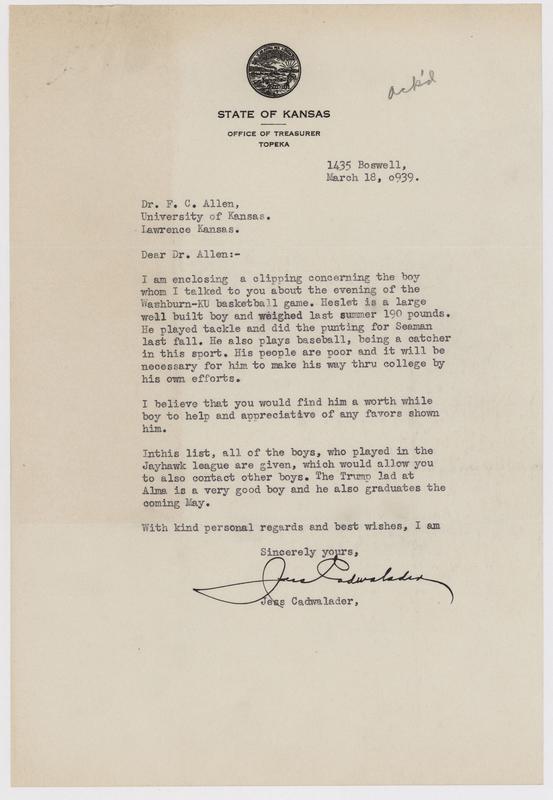 ack'd
STATE OF KANSAS
OFFICE OF TREASURER
TOPEKA
1435 Boswell,
March 18, o939.
Dr. F. C. Allen,
University of Kansas.
Lawrence Kansas.
Dear Dr. Allen:-
I am enclosing a clipping concerning the boy
whom I talked to you about the evening of the
Washburn-KU basketball game. Heslet is a large
well built boy and weighed last summer 190 pounds.
He played tackle and did the punting for Seaman
last fall. He also plays baseball, being a catcher
in this sport. His people are poor and it will be
necessary for him to make his way thru college by
his own efforts.
I believe that you would find him a worth while
boy to help and appreciative of any favors shown
him.
Inthis list, all of the boys, who played in the
Jayhawk league are given, which would allow you
to also contact other boys. The Trump lad at
Alma is a very good boy and he also graduates the
coming May.
With kind personal regards and best wishes, I am
Sincerely yours,
Jess Cadwalader
Jess Cadwalader,